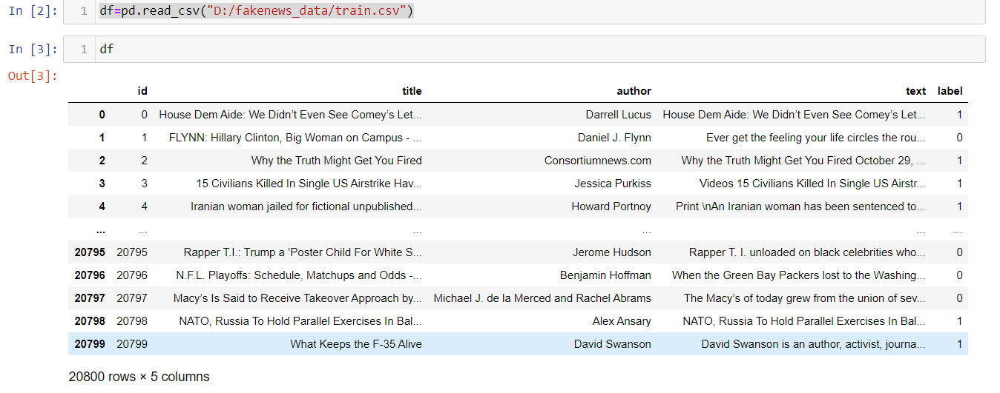 In [2]: 1 df=pd.read_csv("D:/fakenews_data/train.csv")
In [3]: 1 df
Out[3]:
id title author text label
0 0 House Dem Aide: We Didn’t Even See Comey’s Let... Darrell Lucus House Dem Aide: We Didn’t Even See Comey’s Let... 1
1 1 FLYNN: Hillary Clinton, Big Woman on Campus - ... Daniel J. Flynn Ever get the feeling your life circles the rou... 0
2 2 Why the Truth Might Get You Fired Consortiumnews.com Why the Truth Might Get You Fired October 29, ... 1
3 3 15 Civilians Killed In Single US Airstrike Hav... Jessica Purkiss Videos 15 Civilians Killed In Single US Airstr... 1
4 4 Iranian woman jailed for fictional unpublished... Howard Portnoy Print \nAn Iranian woman has been sentenced to... 1
... ... ... ... ... ...
20795 20795 Rapper T.I.: Trump a ’Poster Child For White S... Jerome Hudson Rapper T. I. unloaded on black celebrities who... 0
20796 20796 N.F.L. Playoffs: Schedule, Matchups and Odds -... Benjamin Hoffman When the Green Bay Packers lost to the Washing... 0
20797 20797 Macy’s Is Said to Receive Takeover Approach by... Michael J. de la Merced and Rachel Abrams The Macy’s of today grew from the union of sev... 0
20798 20798 NATO, Russia To Hold Parallel Exercises In Bal... Alex Ansary NATO, Russia To Hold Parallel Exercises In Bal... 1
20799 20799 What Keeps the F-35 Alive David Swanson David Swanson is an author, activist, journa... 1
20800 rows × 5 columns